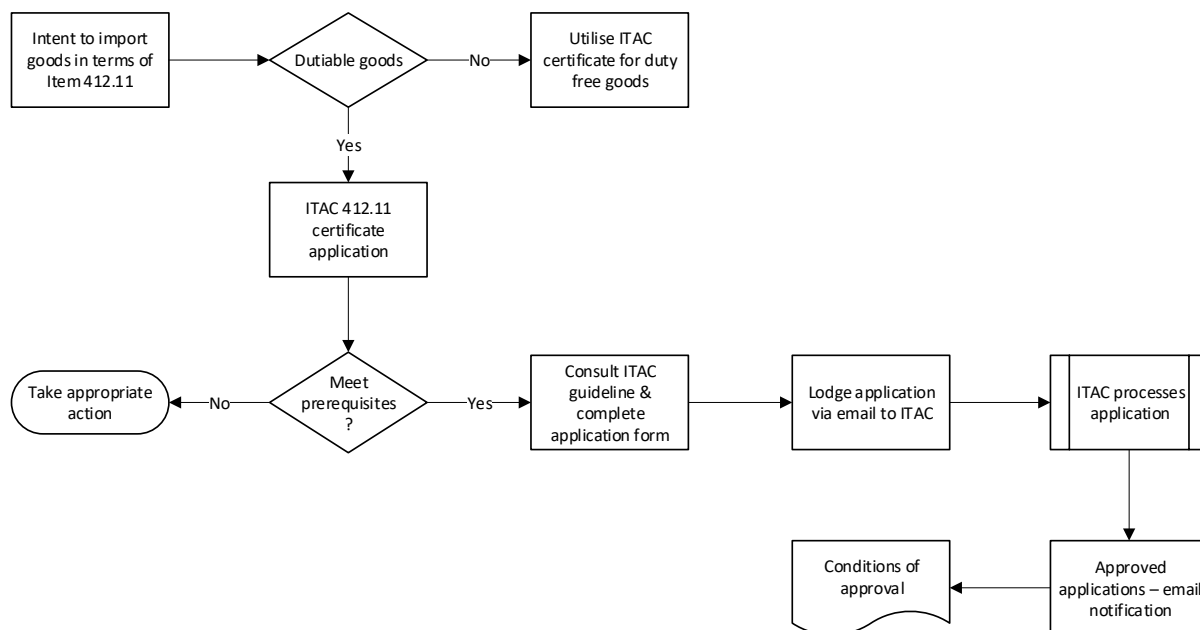 Intent to import
goods in terms of
Item 412.11
Dutiable goods
No
Utilise ITAC
certificate for duty
free goods
Yes
ITAC 412.11
certificate
application
Take appropriate
action
No
Meet
prerequisites
?
Yes
Consult ITAC
guideline &
complete
application form
Lodge application
via email to ITAC
ITAC processes
application
Conditions of
approval
Approved
applications – email
notification